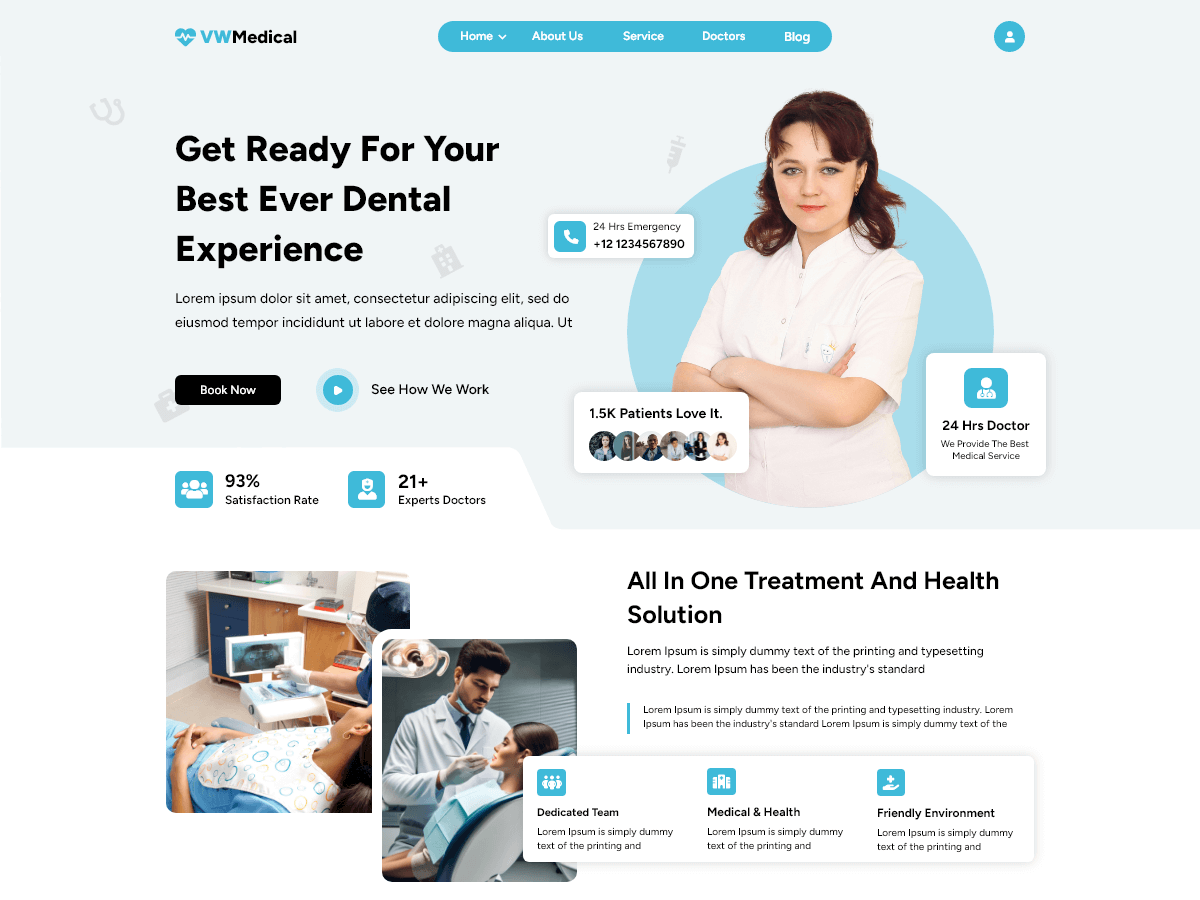 VWMedical
Home
About Us
Service
Doctors
Blog
Get Ready For Your
Best Ever Dental
Experience
Lorem ipsum dolor sit amet, consectetur adipiscing elit, sed do
eiusmod tempor incididunt ut labore et dolore magna aliqua. Ut
Book Now
See How We Work
24 Hrs Emergency
+12 1234567890
1.5K Patients Love It.
24 Hrs Doctor
We Provide The Best
Medical Service
93%
Satisfaction Rate
21+
Experts Doctors
All In One Treatment And Health
Solution
Lorem Ipsum is simply dummy text of the printing and typesetting
industry. Lorem Ipsum has been the industry's standard
Lorem Ipsum is simply dummy text of the printing and typesetting industry. Lorem
Ipsum has been the industry's standard Lorem Ipsum is simply dummy text of the
Dedicated Team
Lorem Ipsum is simply dummy
text of the printing and
Medical & Health
Lorem Ipsum is simply dummy
text of the printing and
Friendly Environment
Lorem Ipsum is simply dummy
text of the printing and